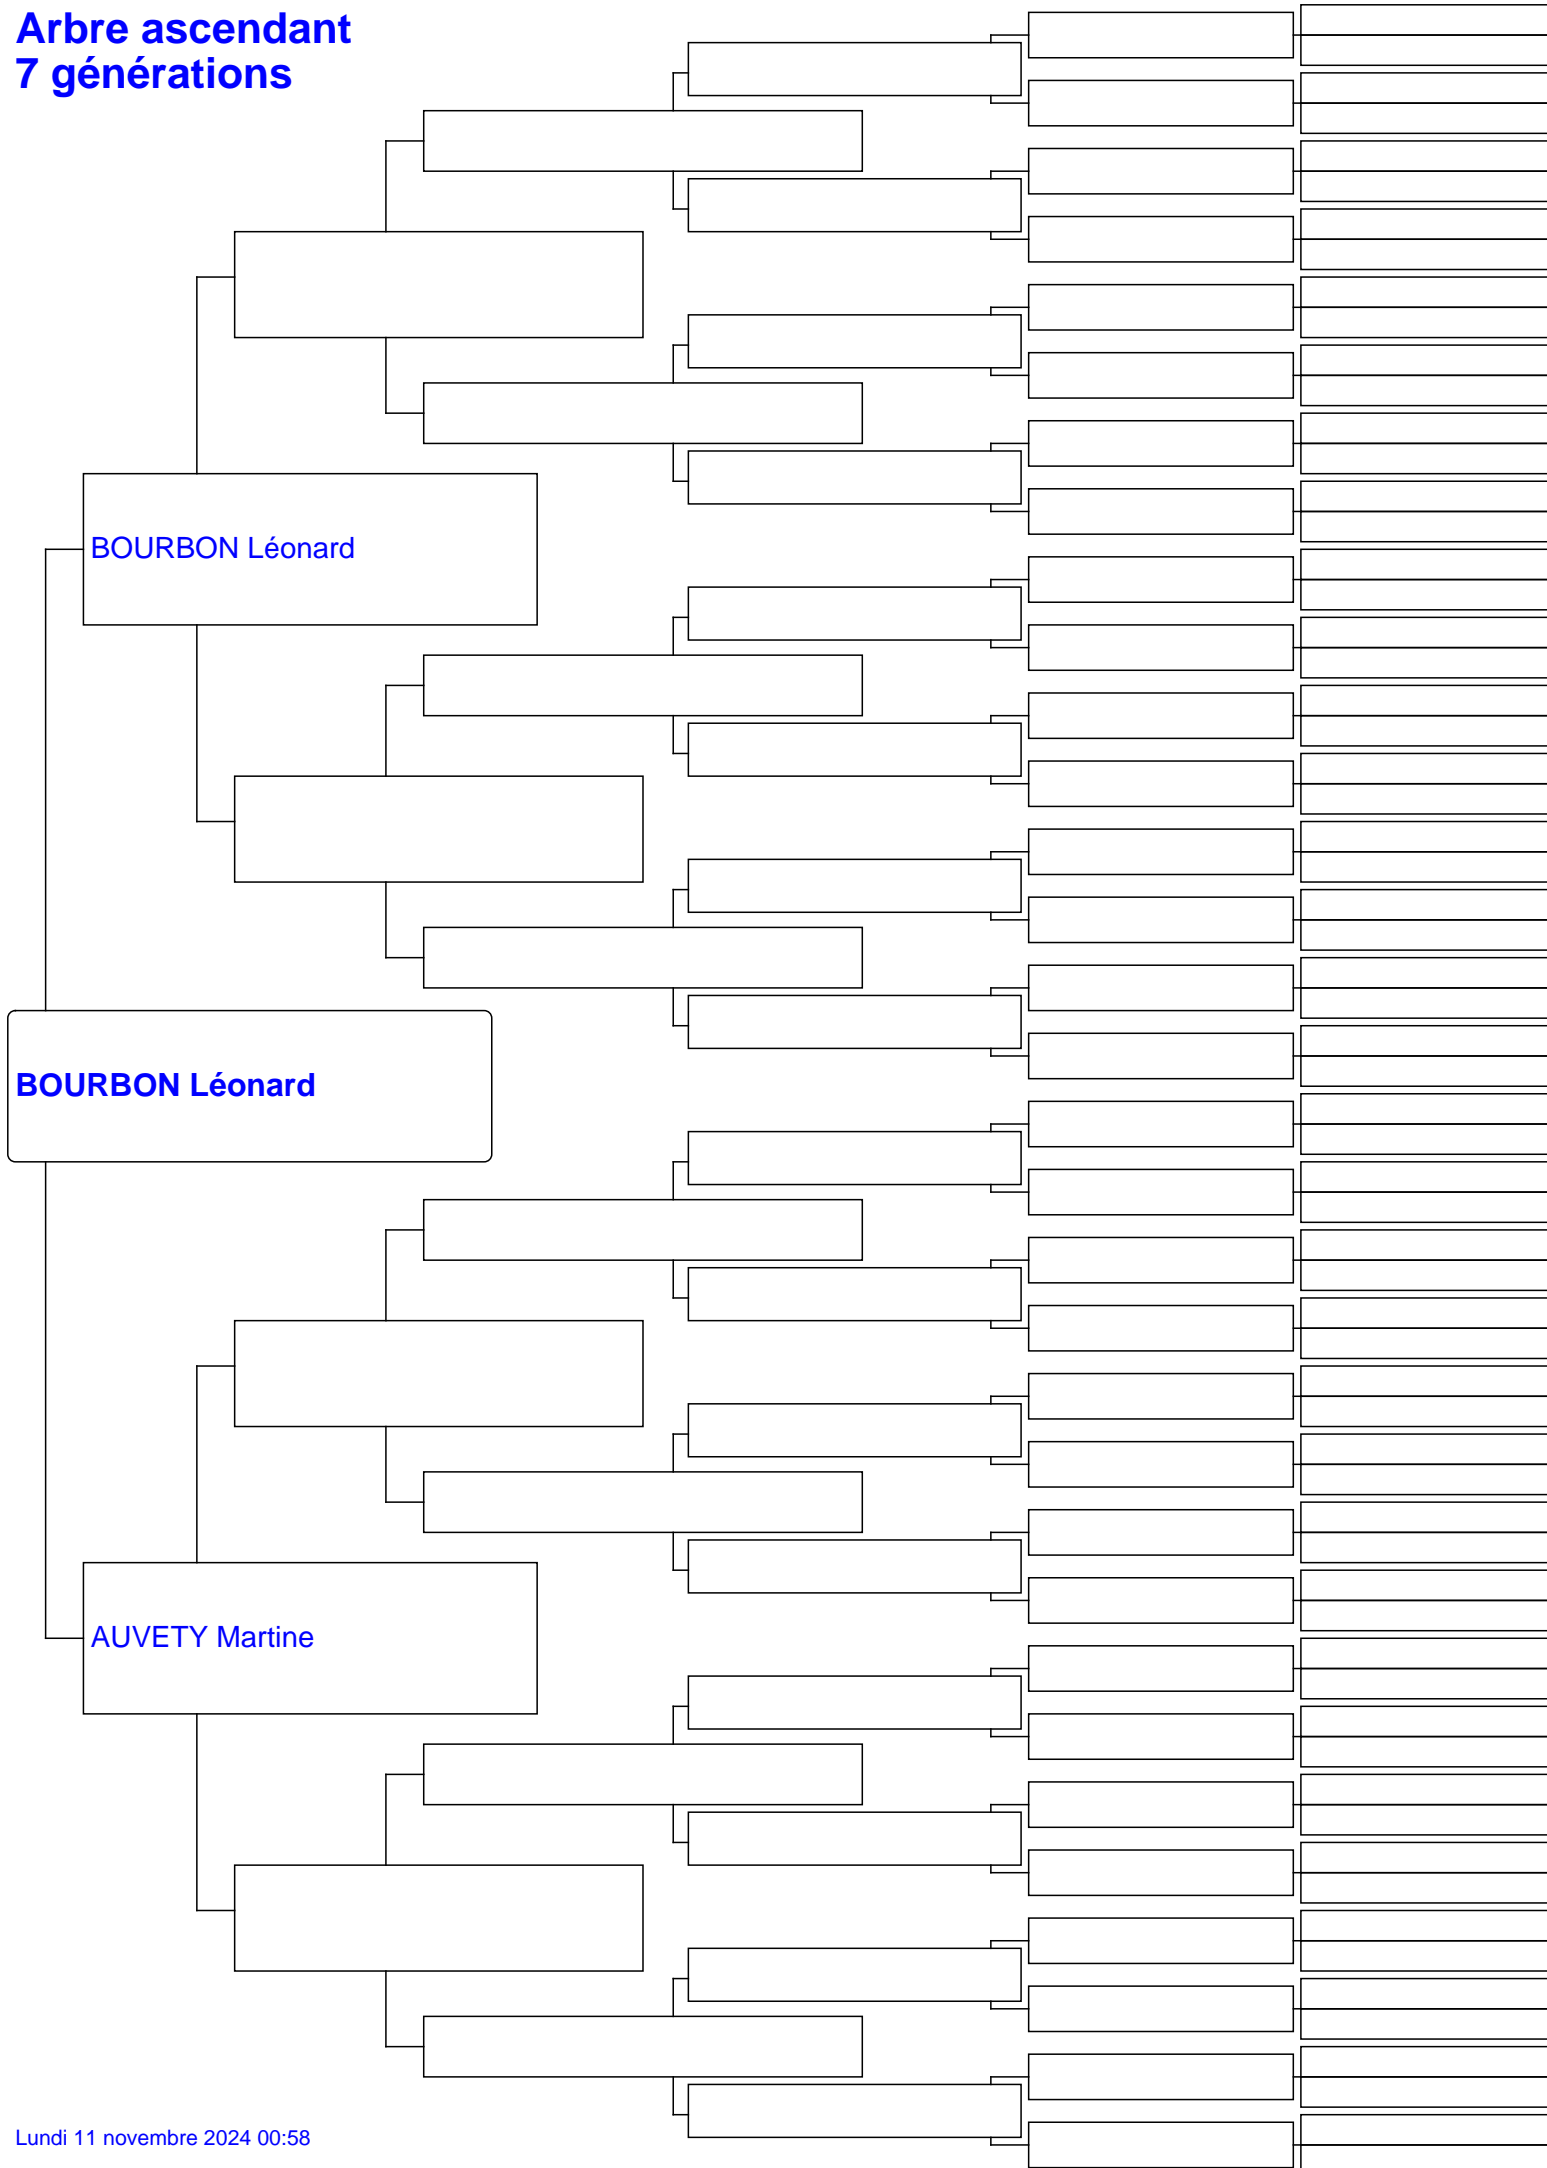 Arbre ascendant
7 générations
BOURBON Léonard
BOURBON Léonard
AUVETY Martine
Lundi 11 novembre 2024 00:58